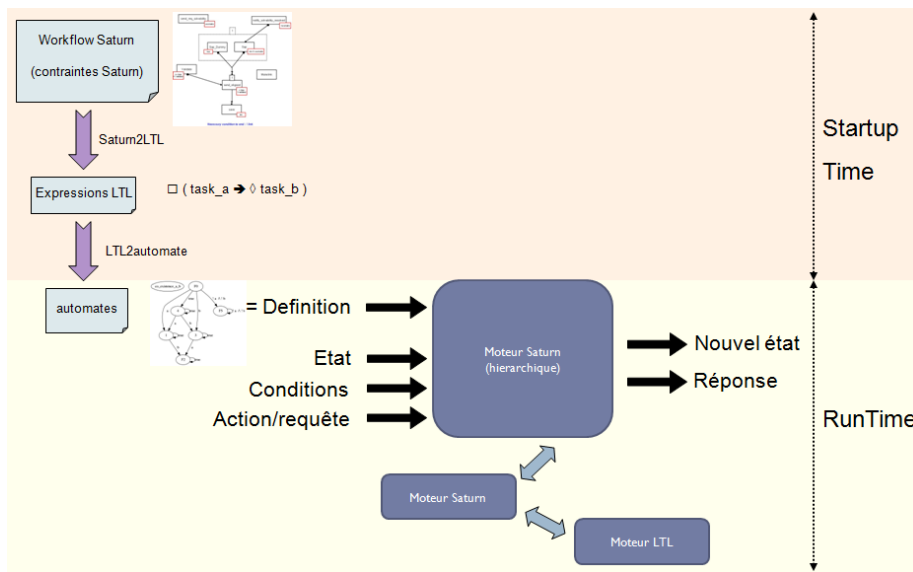 Workflow Saturn
(contraintes Saturn)
Saturn2LTL
Startup
Time
Expressions LTL
□ ( task_a ➔ ◊ task_b )
LTL2automate
automates
= Definition
Etat
Conditions
Action/requête
Moteur Saturn
(hierarchique)
Nouvel état
Réponse
RunTime
Moteur Saturn
Moteur LTL